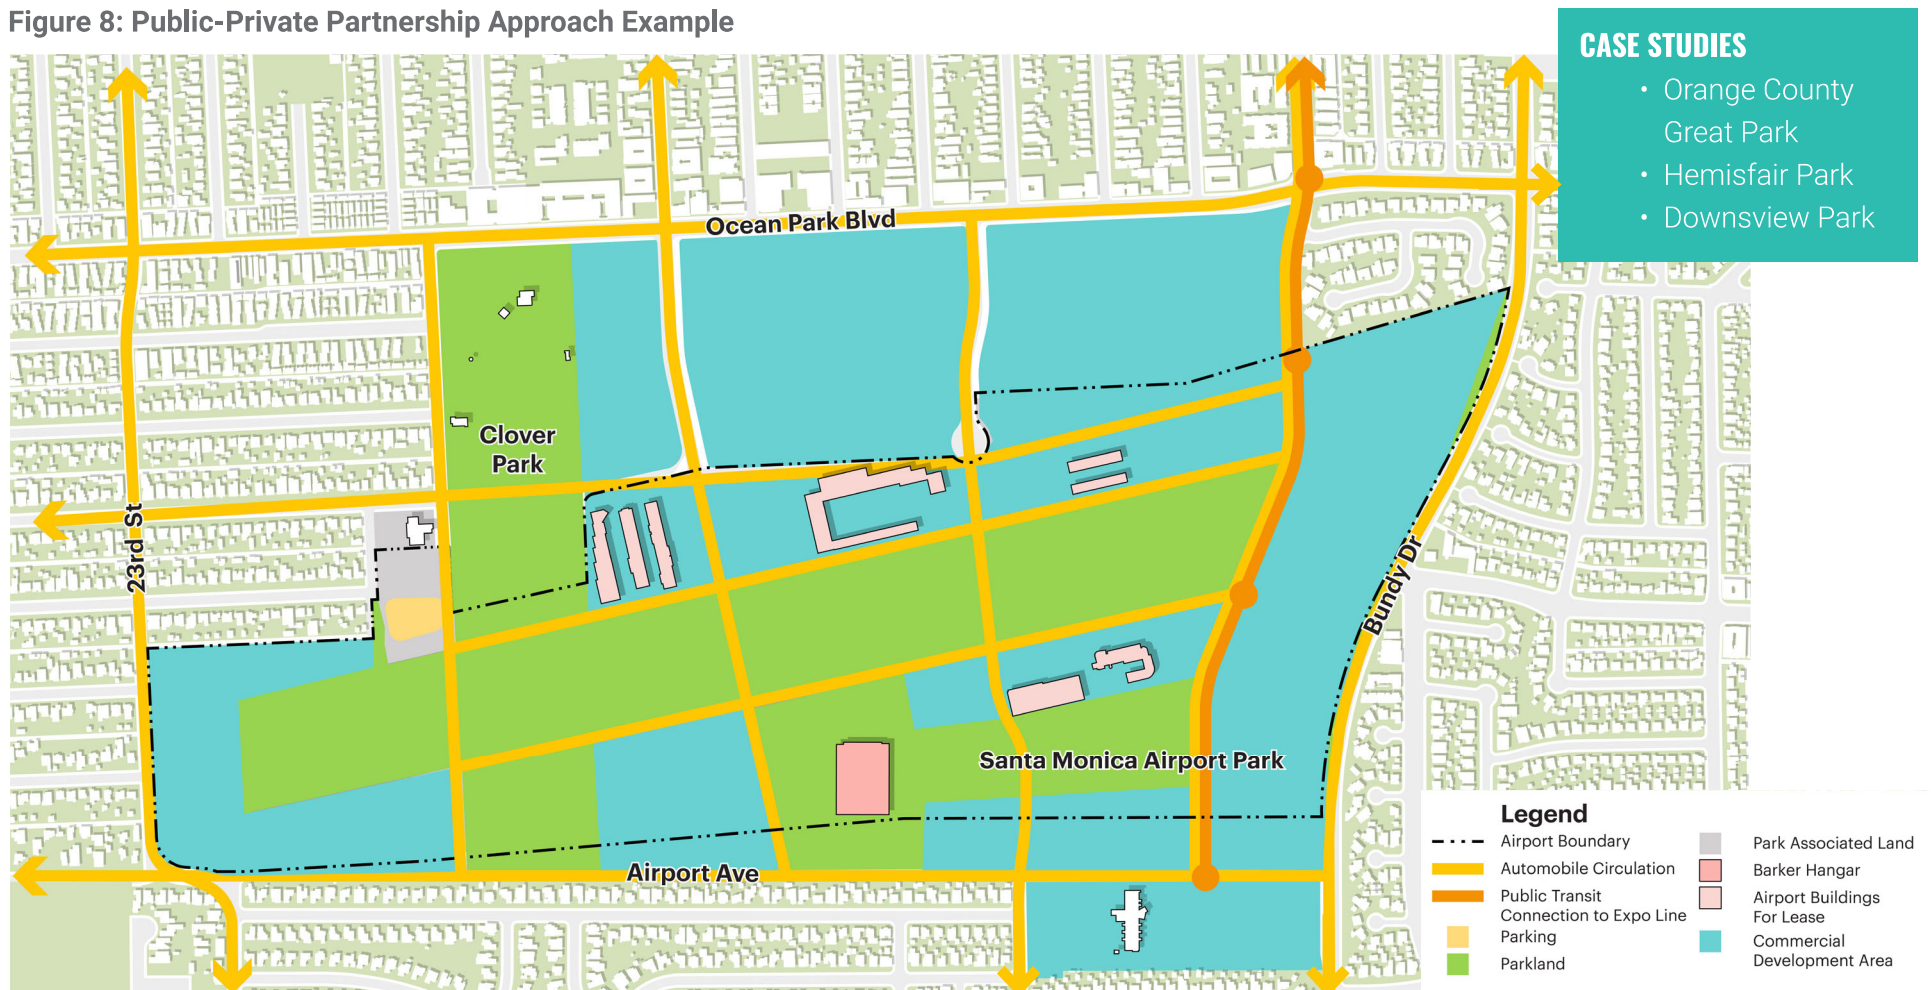 Figure 8: Public-Private Partnership Approach Example
CASE STUDIES
• Orange County
Great Park
• Hemisfair Park
• Downsview Park
Ocean Park Blvd
Clover
Park
23rd St
Bundy Dr
Santa Monica Airport Park
Airport Ave
Legend
Airport Boundary
Automobile Circulation
Public Transit
Connection to Expo Line
Parking
Parkland
Park Associated Land
Barker Hangar
Airport Buildings
For Lease
Commercial
Development Area